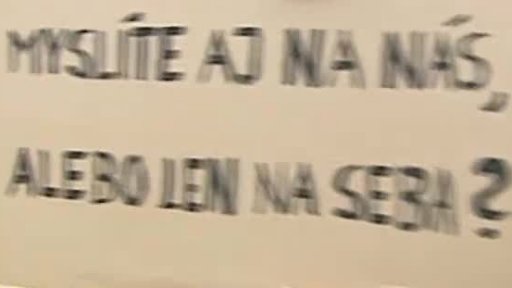 MYSLÍTE AJ NA NÁS,
ALEBO LEN NA SEBA?